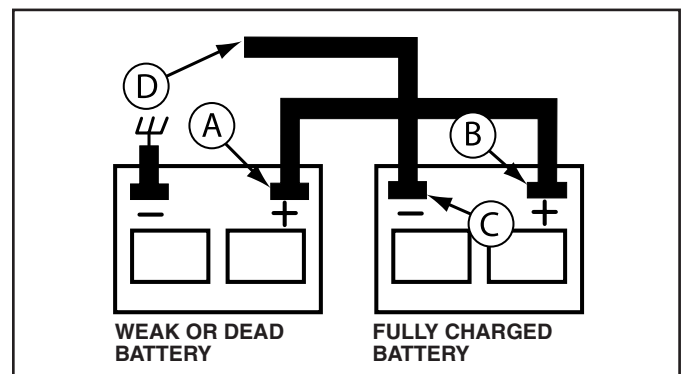 D
A
B
C
− +
− +
WEAK OR DEAD
BATTERY
FULLY CHARGED
BATTERY